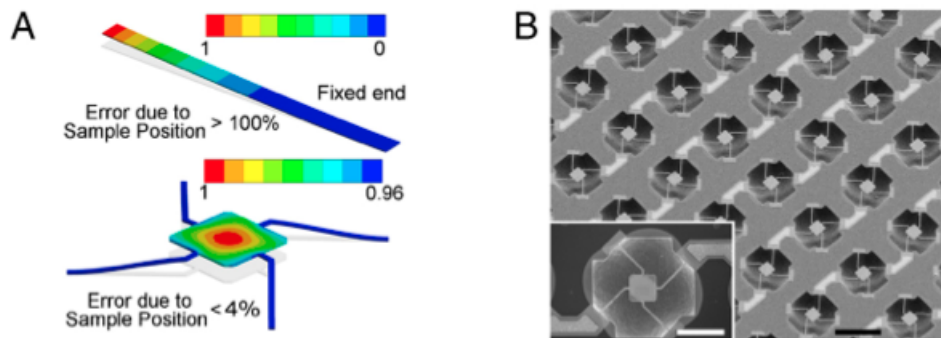 A
1
0
Fixed end
Error due to
Sample Position > 100%
1
0.96
Error due to
Sample Position <4%
B